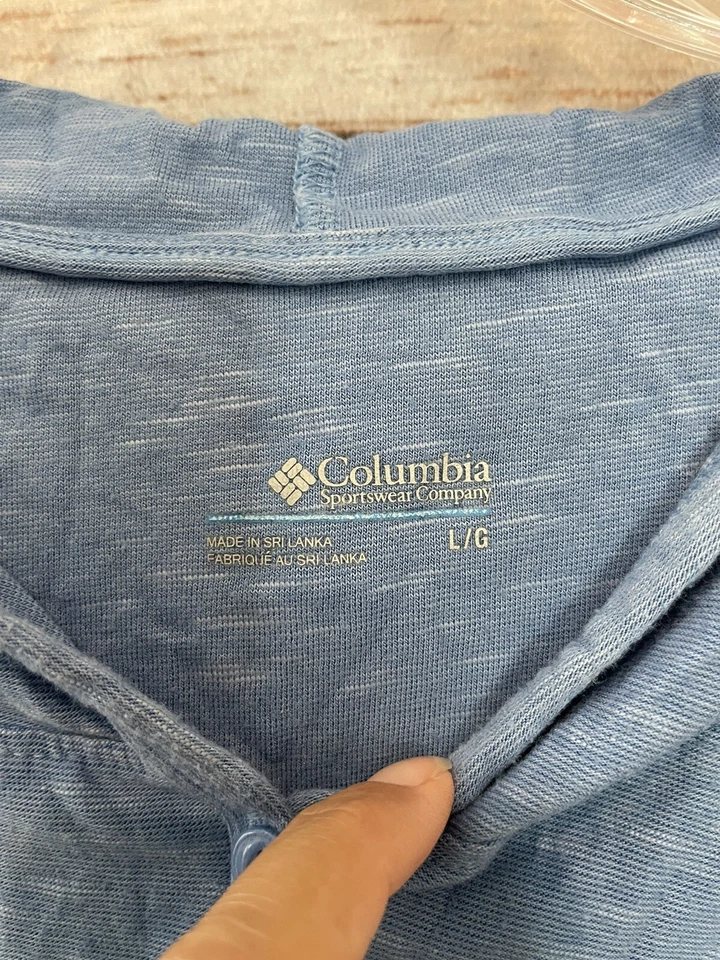 Columbia
Sportswear Company
MADE IN SRI LANKA
FABRIQUÉ AU SRI LANKA
L/G